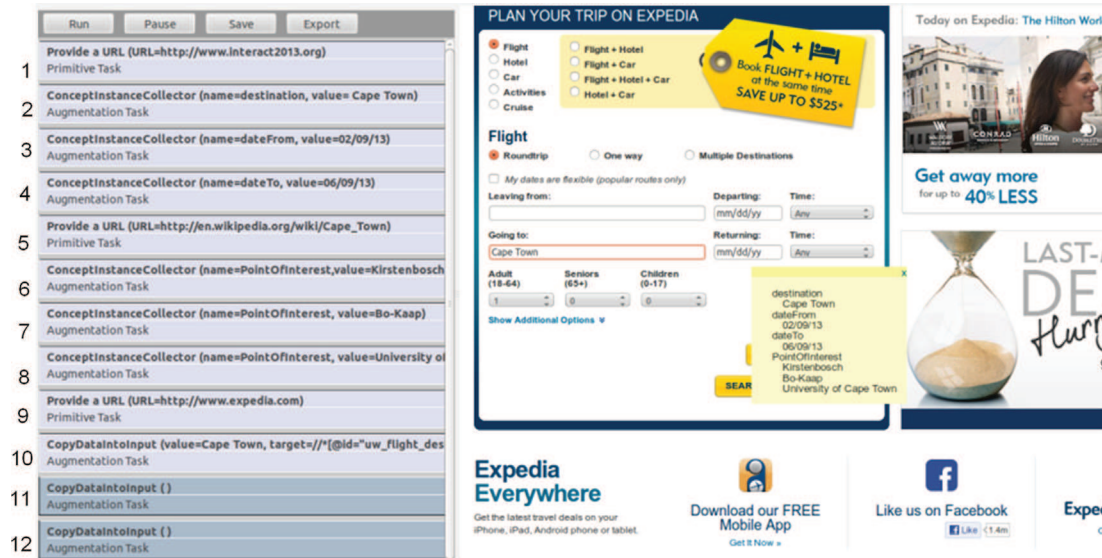 Run Pause Save Export
Provide a URL (URL=http://www.interact2013.org)
1 Primitive Task
ConceptInstanceCollector (name=destination, value= Cape Town)
2 Augmentation Task
ConceptInstanceCollector (name=dateFrom, value=02/09/13)
3 Augmentation Task
ConceptInstanceCollector (name=dateTo, value=06/09/13)
4 Augmentation Task
Provide a URL (URL=http://en.wikipedia.org/wiki/Cape_Town)
5 Primitive Task
ConceptInstanceCollector (name=PointOfInterest,value=Kirstenbosch
6 Augmentation Task
ConceptInstanceCollector (name=PointOfInterest, value=Bo-Kaap)
7 Augmentation Task
ConceptInstanceCollector (name=PointOfInterest, value=University of
8 Augmentation Task
Provide a URL (URL=http://www.expedia.com)
9 Primitive Task
CopyDataIntoInput (value=Cape Town, target=//*[@id="uw_flight_des
10 Augmentation Task
CopyDataIntoInput ( )
11 Augmentation Task
CopyDataIntoInput ( )
12 Augmentation Task
PLAN YOUR TRIP ON EXPEDIA
Flight
Hotel
Car
Activities
Cruise
Flight + Hotel
Flight + Car
Flight + Hotel + Car
Hotel + Car
+
Book FLIGHT + HOTEL
at the same time
SAVE UP TO $525*
Flight
Roundtrip One way Multiple Destinations
My dates are flexible (popular routes only)
Leaving from: Departing: Time:
mm/dd/yy Any
Going to: Returning: Time:
Cape Town mm/dd/yy Any
Adult Seniors Children
(18-64) (65+) (0-17)
1 0 0
Show Additional Options
SEAR
x
destination
Cape Town
dateFrom
02/09/13
dateTo
06/09/13
PointOfInterest
Kirstenbosch
Bo-Kaap
University of Cape Town
Today on Expedia: The Hilton Worl
CONRAD Hilton
Get away more
for up to 40% LESS
LAST-
DE
Hurr
Expedia
Everywhere
Get the latest travel deals on your
iPhone, iPad, Android phone or tablet.
Download our FREE
Mobile App
Get It Now »
Like us on Facebook
Like 1.4m
Expe